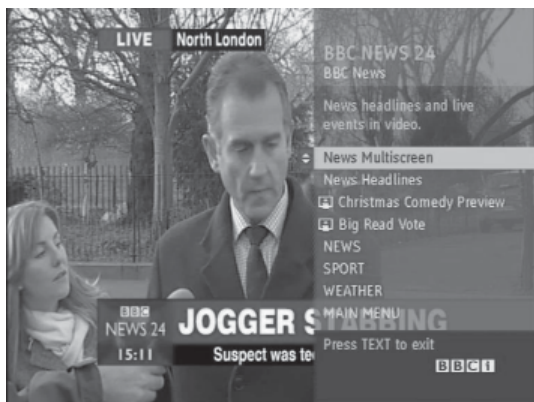 LIVE North London
BBC NEWS 24
BBC News
News headlines and live
events in video.
News Multiscreen
News Headlines
Christmas Comedy Preview
Big Read Vote
NEWS
SPORT
WEATHER
MAIN MENU
Press TEXT to exit
BBCi
BBC
NEWS 24
JOGGER STABBING
15:11
Suspect was